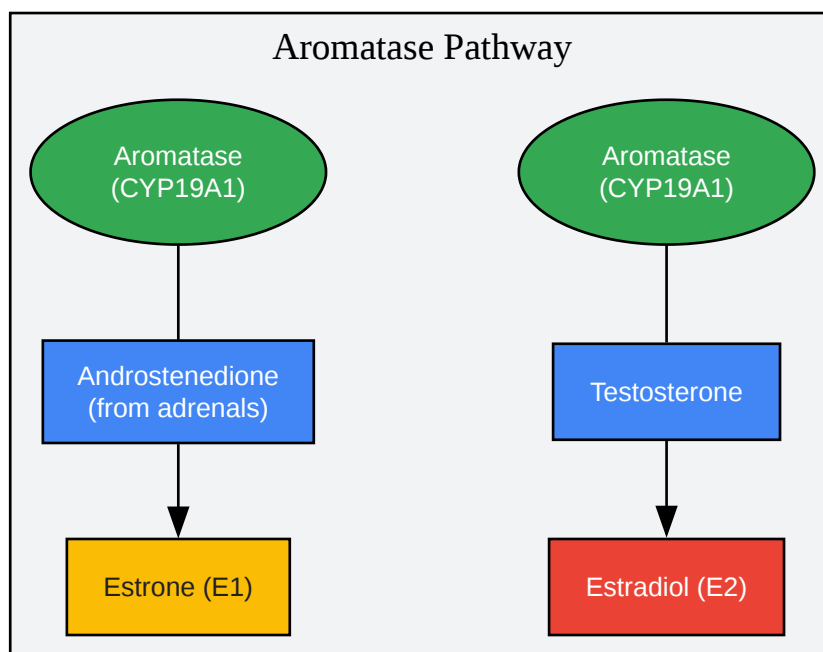 Aromatase Pathway
Aromatase
(CYP19A1)
Aromatase
(CYP19A1)
Androstenedione
(from adrenals)
Testosterone
Estrone (E1)
Estradiol (E2)